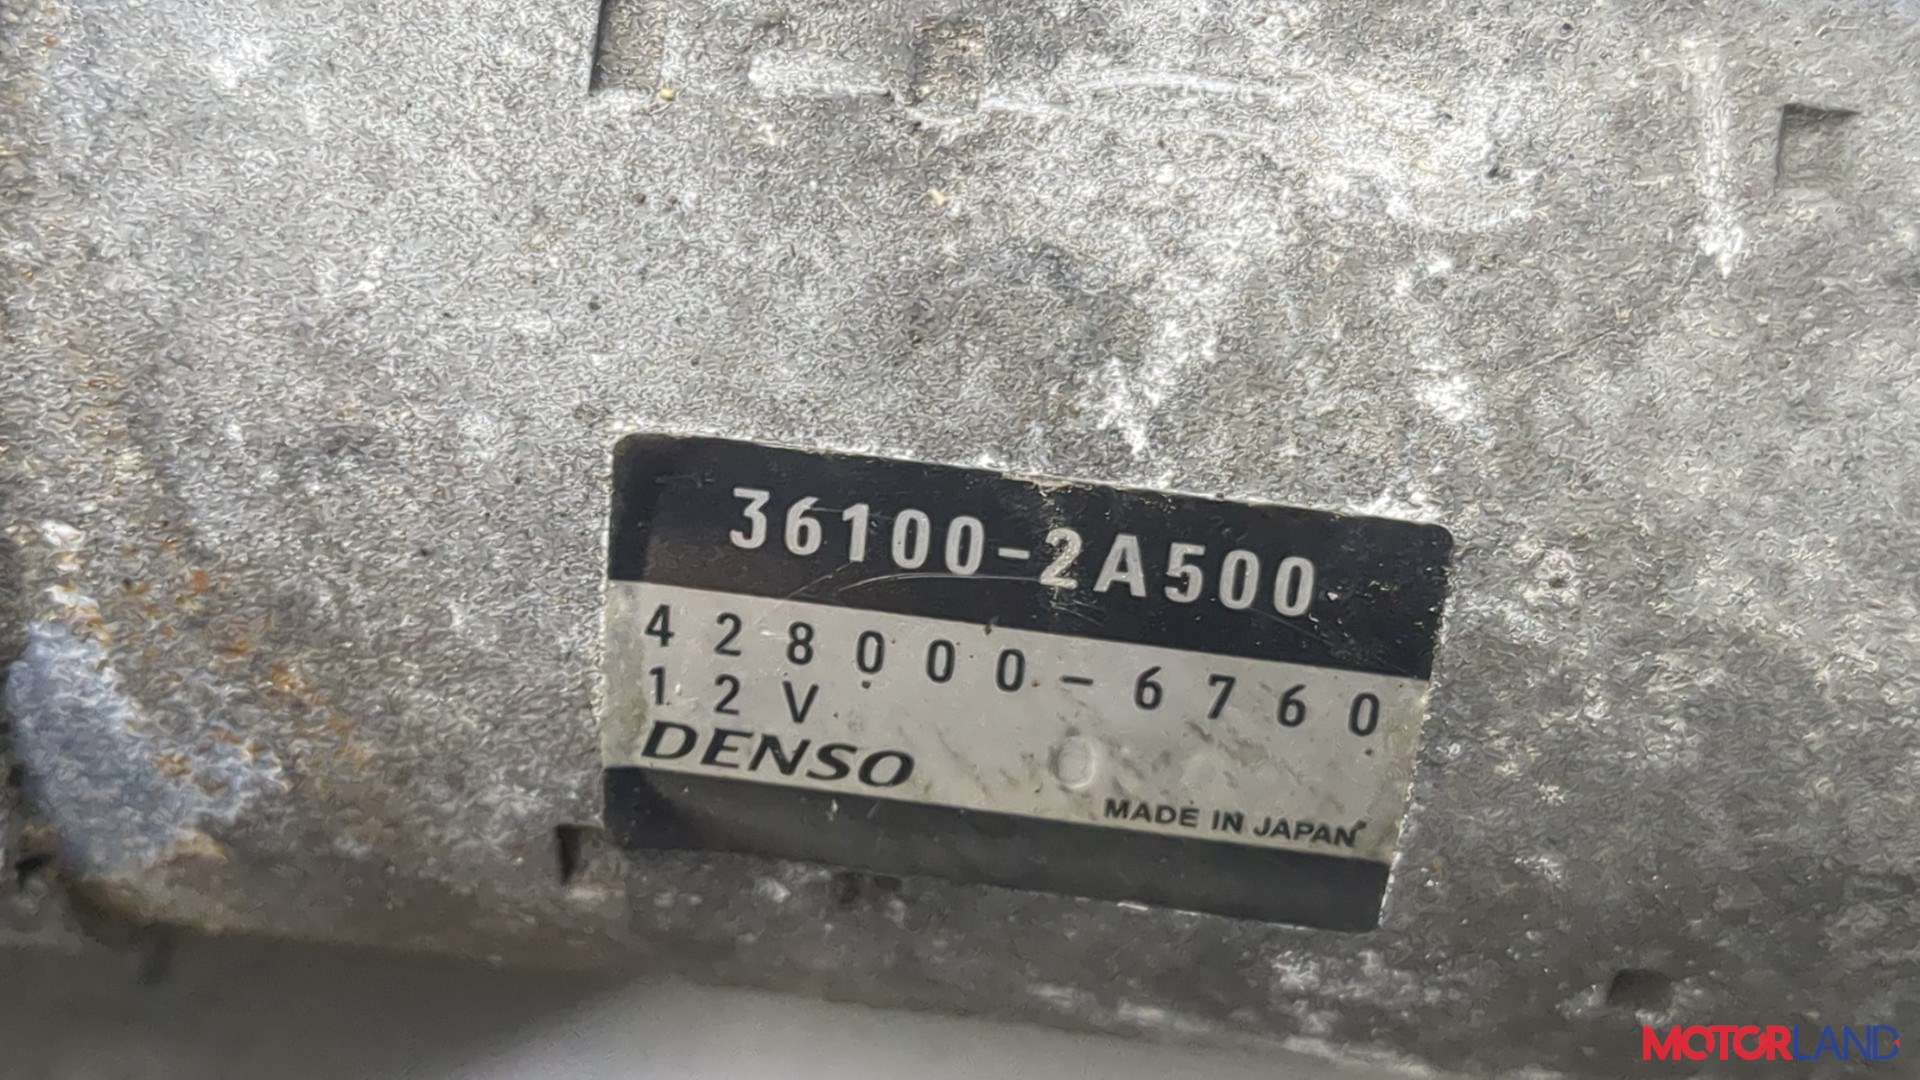 36100-2A500
428000-6760
12V
DENSO
MADE IN JAPAN
MOTORLAND